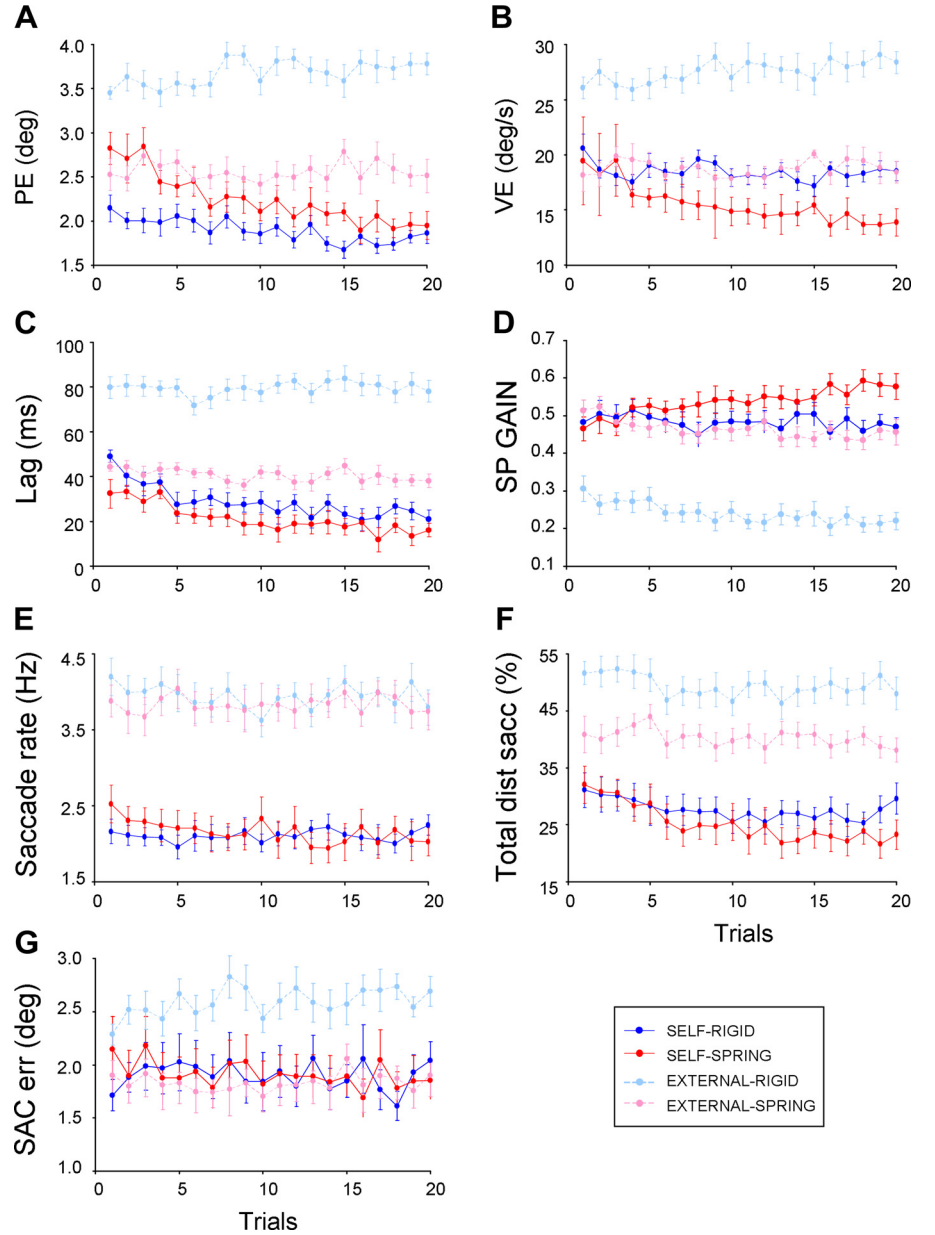 A
PE (deg)
4.0
3.5
3.0
2.5
2.0
1.5
0 5 10 15 20
B
VE (deg/s)
30
25
20
15
10
0 5 10 15 20
C
Lag (ms)
100
80
60
40
20
0
0 5 10 15 20
D
SP GAIN
0.7
0.6
0.5
0.4
0.3
0.2
0.1
0 5 10 15 20
E
Saccade rate (Hz)
4.5
3.5
2.5
1.5
0 5 10 15 20
F
Total dist sacc (%)
55
45
35
25
15
0 5 10 15 20
Trials
G
SAC err (deg)
3.0
2.5
2.0
1.5
1.0
0 5 10 15 20
Trials
SELF-RIGID
SELF-SPRING
EXTERNAL-RIGID
EXTERNAL-SPRING